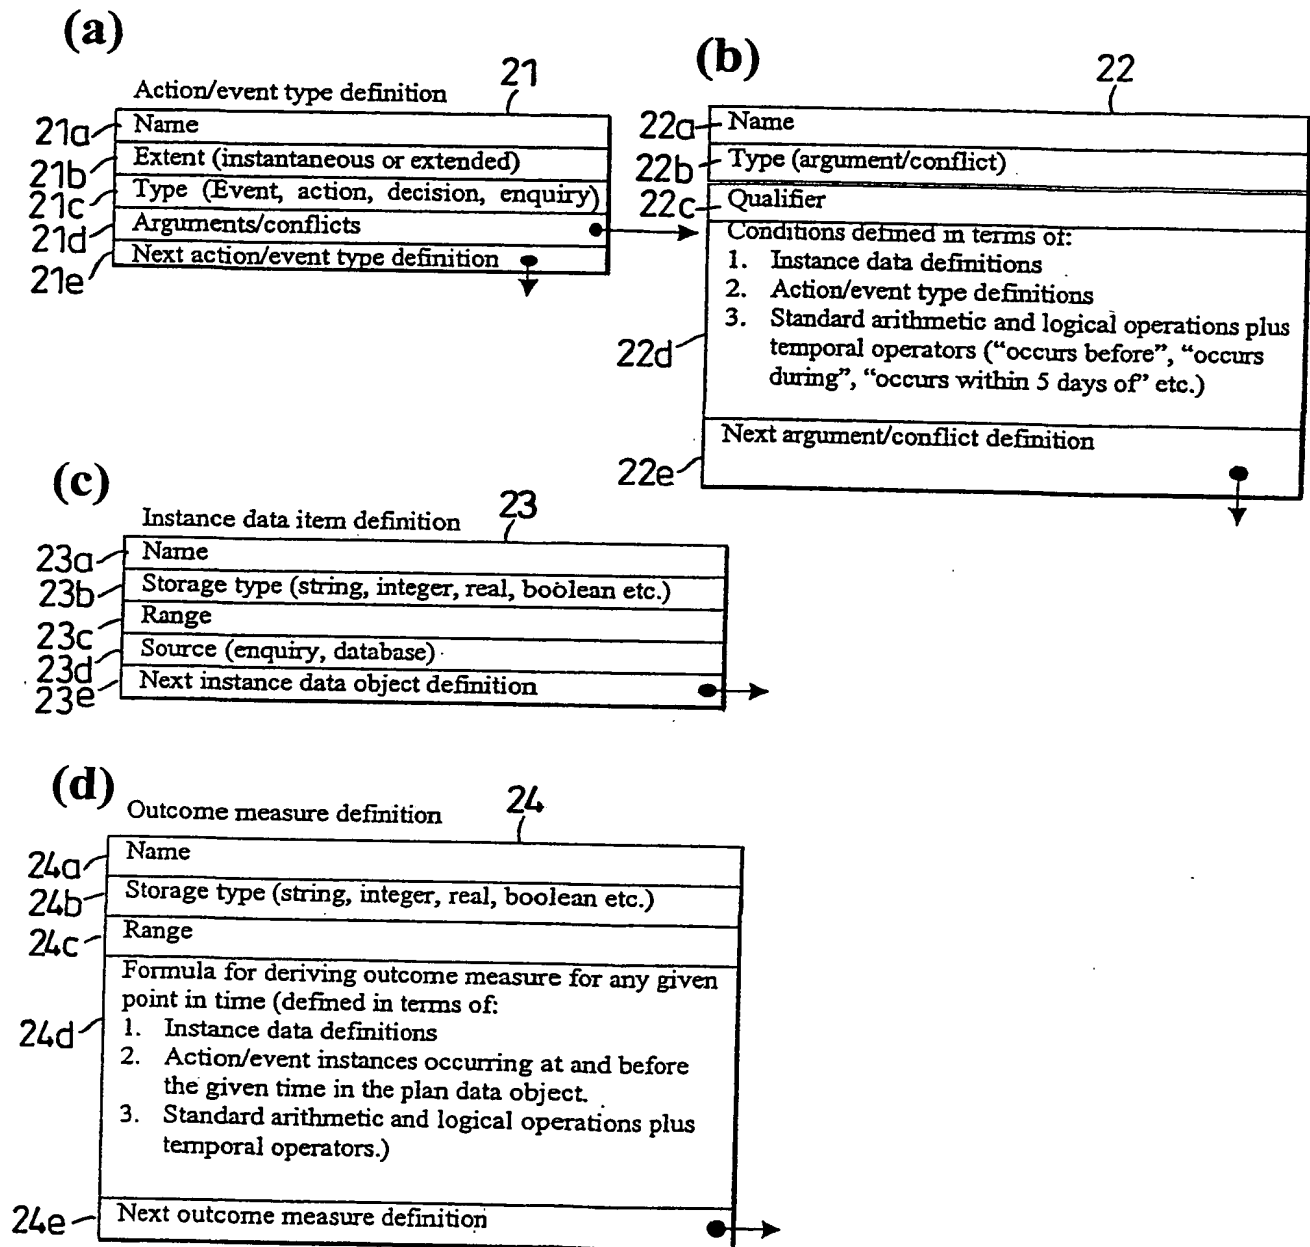 (a)
Action/event type definition
21
21a
Name
21b
Extent (instantaneous or extended)
21c
Type (Event, action, decision, enquiry)
21d
Arguments/conflicts
21e
Next action/event type definition
(b)
22
22a
Name
22b
Type (argument/conflict)
22c
Qualifier
22d
Conditions defined in terms of:
1. Instance data definitions
2. Action/event type definitions
3. Standard arithmetic and logical operations plus
temporal operators (“occurs before”, “occurs
during”, “occurs within 5 days of” etc.)
22e
Next argument/conflict definition
(c)
Instance data item definition
23
23a
Name
23b
Storage type (string, integer, real, boolean etc.)
23c
Range
23d
Source (enquiry, database)
23e
Next instance data object definition
(d)
Outcome measure definition
24
24a
Name
24b
Storage type (string, integer, real, boolean etc.)
24c
Range
24d
Formula for deriving outcome measure for any given
point in time (defined in terms of:
1. Instance data definitions
2. Action/event instances occurring at and before
the given time in the plan data object.
3. Standard arithmetic and logical operations plus
temporal operators.)
24e
Next outcome measure definition